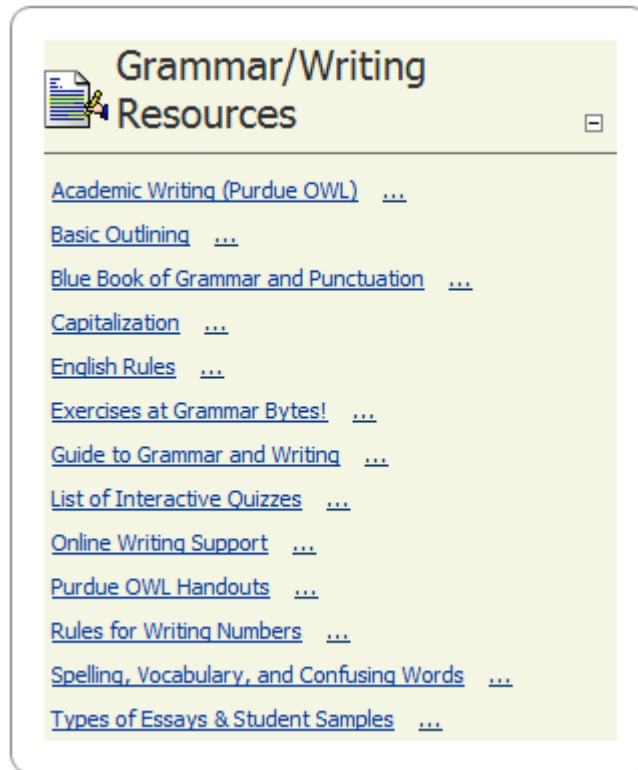 Grammar/Writing
Resources
Academic Writing (Purdue OWL) ...
Basic Outlining ...
Blue Book of Grammar and Punctuation ...
Capitalization ...
English Rules ...
Exercises at Grammar Bytes! ...
Guide to Grammar and Writing ...
List of Interactive Quizzes ...
Online Writing Support ...
Purdue OWL Handouts ...
Rules for Writing Numbers ...
Spelling, Vocabulary, and Confusing Words ...
Types of Essays & Student Samples ...